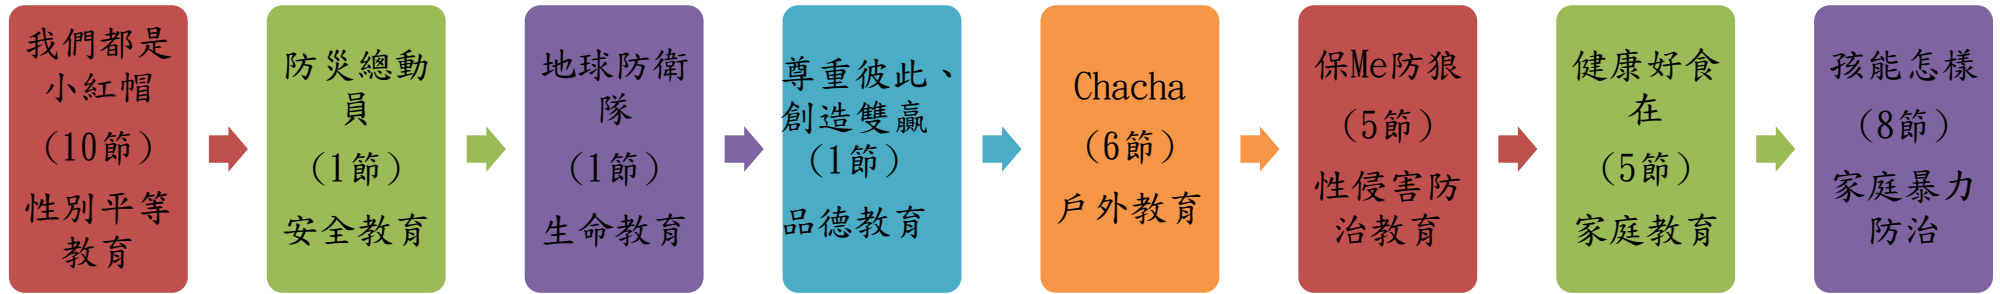 我們都是
小紅帽
(10節)
性別平等
教育
防災總動
員
(1節)
安全教育
地球防衛
隊
(1節)
生命教育
尊重彼此、
創造雙贏
(1節)
品德教育
Chacha
(6節)
戶外教育
保Me防狼
(5節)
性侵害防
治教育
健康好食
在
(5節)
家庭教育
孩能怎樣
(8節)
家庭暴力
防治